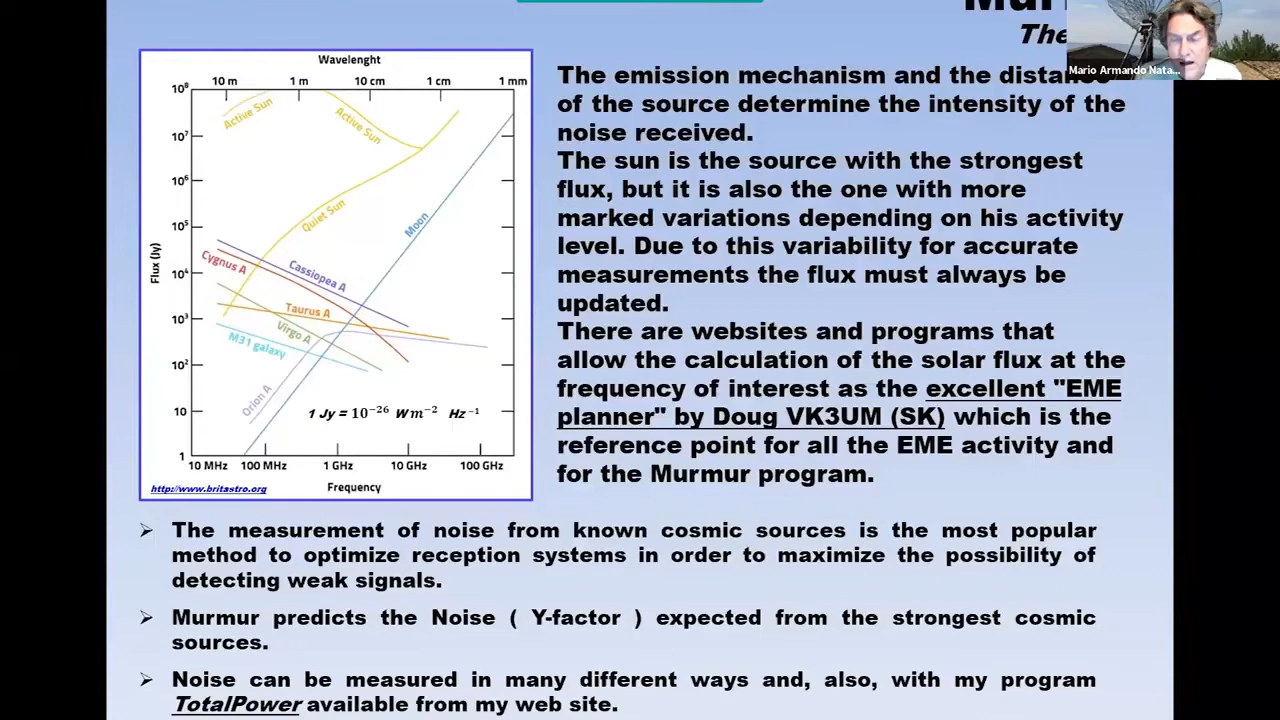 Mario Armando Nata...
The
Wavelenght
10 m 1 m 10 cm 1 cm 1 mm
10⁸
10⁷
10⁶
10⁵
10⁴
10³
10²
10
1
Flux (Jy)
Active Sun
Active Sun
Quiet Sun
Moon
Cygnus A
Cassiopea A
Taurus A
Virgo A
M31 galaxy
Orion A
1 Jy = 10⁻²⁶ W m⁻² Hz⁻¹
10 MHz 100 MHz 1 GHz 10 GHz 100 GHz
http://www.britastro.org
Frequency
The emission mechanism and the distance
of the source determine the intensity of the
noise received.
The sun is the source with the strongest
flux, but it is also the one with more
marked variations depending on his activity
level. Due to this variability for accurate
measurements the flux must always be
updated.
There are websites and programs that
allow the calculation of the solar flux at the
frequency of interest as the excellent "EME
planner" by Doug VK3UM (SK) which is the
reference point for all the EME activity and
for the Murmur program.
➢ The measurement of noise from known cosmic sources is the most popular
method to optimize reception systems in order to maximize the possibility of
detecting weak signals.
➢ Murmur predicts the Noise ( Y-factor ) expected from the strongest cosmic
sources.
➢ Noise can be measured in many different ways and, also, with my program
TotalPower available from my web site.